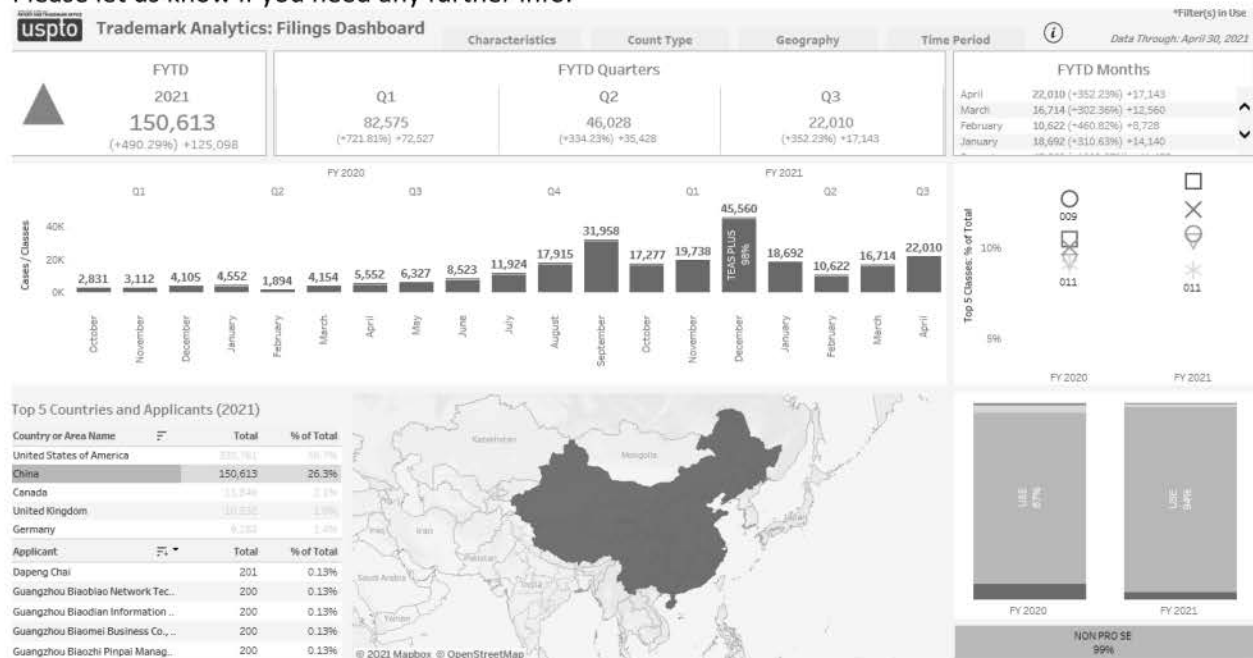 Please let us know if you need any further info.
uspto Trademark Analytics: Filings Dashboard
Characteristics Count Type Geography Time Period
*Filter(s) in Use
Data Through: April 30, 2021
FYTD
2021
150,613
(+490.29%) +125,098
FYTD Quarters
Q1 Q2 Q3
82,575 46,028 22,010
(+721.81%) +72,527 (+334.23%) +35,428 (+352.23%) +17,143
FYTD Months
April 22,010 (+352.23%) +17,143
March 16,714 (+302.36%) +12,560
February 10,622 (+460.82%) +8,728
January 18,692 (+310.63%) +14,140
FY 2020 FY 2021
Q1 Q2 Q3 Q4 Q1 Q2 Q3
Cases / Classes
40K
20K
0K
2,831 3,112 4,105 4,552 1,894 4,154 5,552 6,327 8,523 11,924 17,915 31,958 17,277 19,738 45,560 18,692 10,622 16,714 22,010
TEAS PLUS
98%
October November December January February March April May June July August September October November December January February March April
Top 5 Classes: % of Total
10%
5%
009
011
011
FY 2020 FY 2021
Top 5 Countries and Applicants (2021)
Country or Area Name Total % of Total
United States of America
China 150,613 26.3%
Canada
United Kingdom
Germany
Applicant Total % of Total
Dapeng Chai 201 0.13%
Guangzhou Biaobiao Network Tec.. 200 0.13%
Guangzhou Biaodian Information .. 200 0.13%
Guangzhou Biaomei Business Co., .. 200 0.13%
Guangzhou Biaozhi Pinpai Manag.. 200 0.13%
Kazakhstan
Mongolia
Japan
Iraq
Iran
Pakistan
Saudi Arabia
India
Yemen
© 2021 Mapbox © OpenStreetMap
USE
87%
USE
94%
FY 2020 FY 2021
NON PRO SE
99%